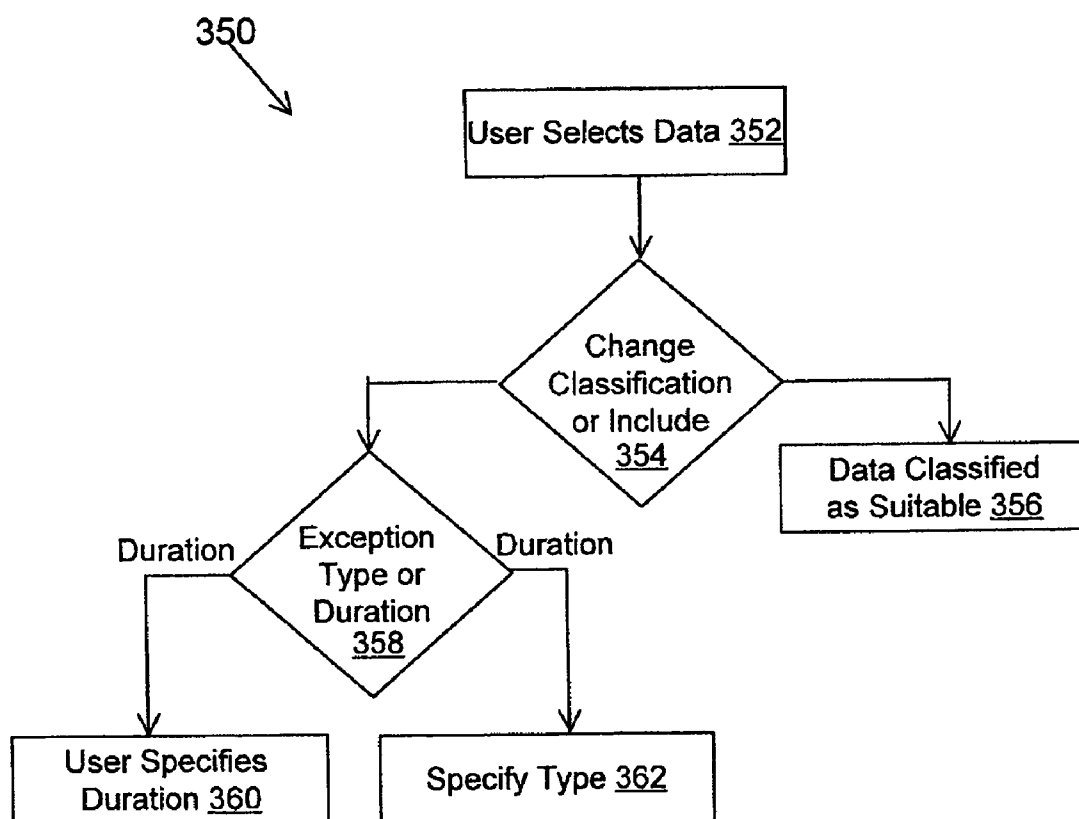 350
User Selects Data 352
Change
Classification
or Include
354
Data Classified
as Suitable 356
Duration
Exception
Type or
Duration
358
Duration
User Specifies
Duration 360
Specify Type 362